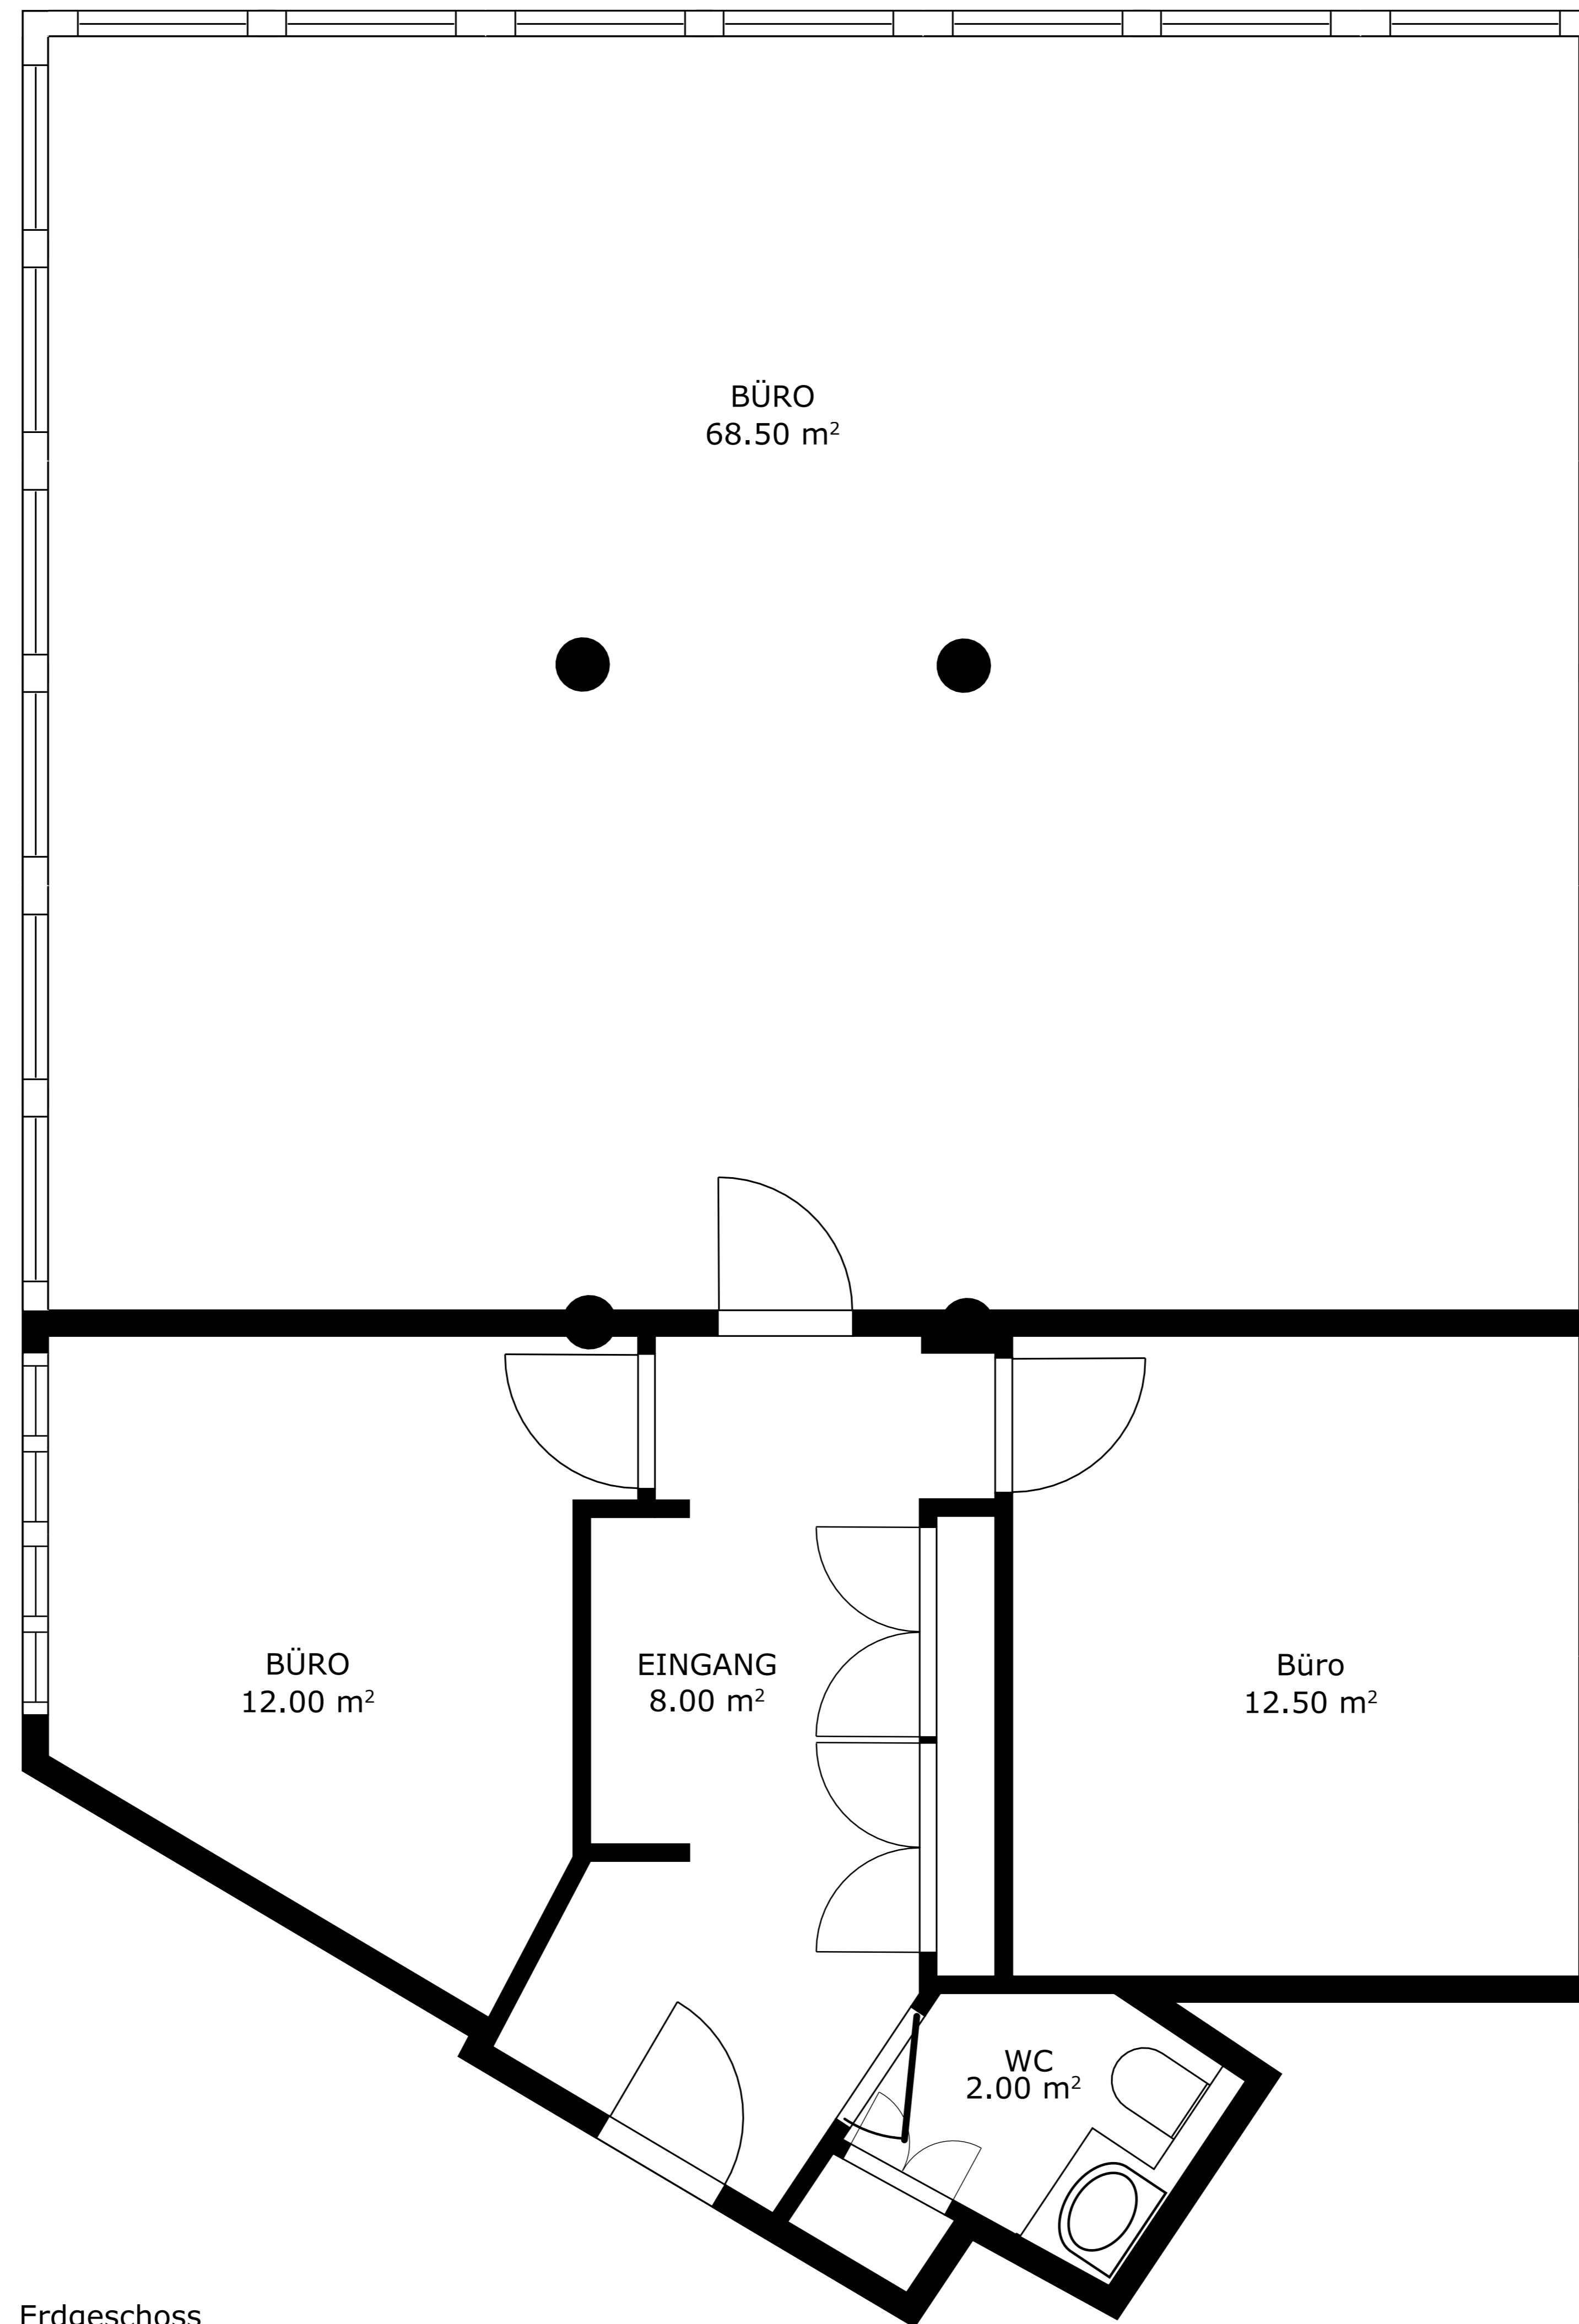 BÜRO
68.50 m²
BÜRO
12.00 m²
EINGANG
8.00 m²
Büro
12.50 m²
WC
2.00 m²
Erdgeschoss